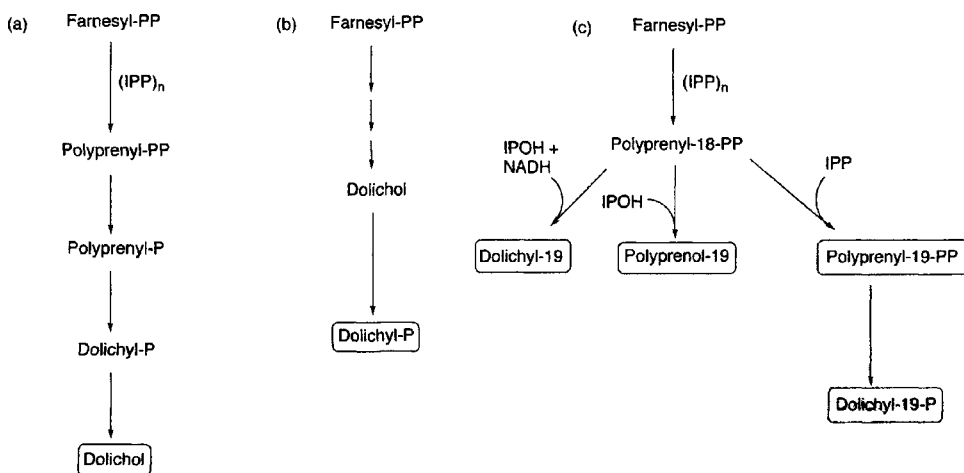 (a)
Farnesyl-PP
(IPP)n
Polyprenyl-PP
Polyprenyl-P
Dolichyl-P
Dolichol
(b)
Farnesyl-PP
Dolichol
Dolichyl-P
(c)
Farnesyl-PP
(IPP)n
Polyprenyl-18-PP
IPOH +
NADH
IPOH
IPP
Dolichyl-19
Polyprenol-19
Polyprenyl-19-PP
Dolichyl-19-P